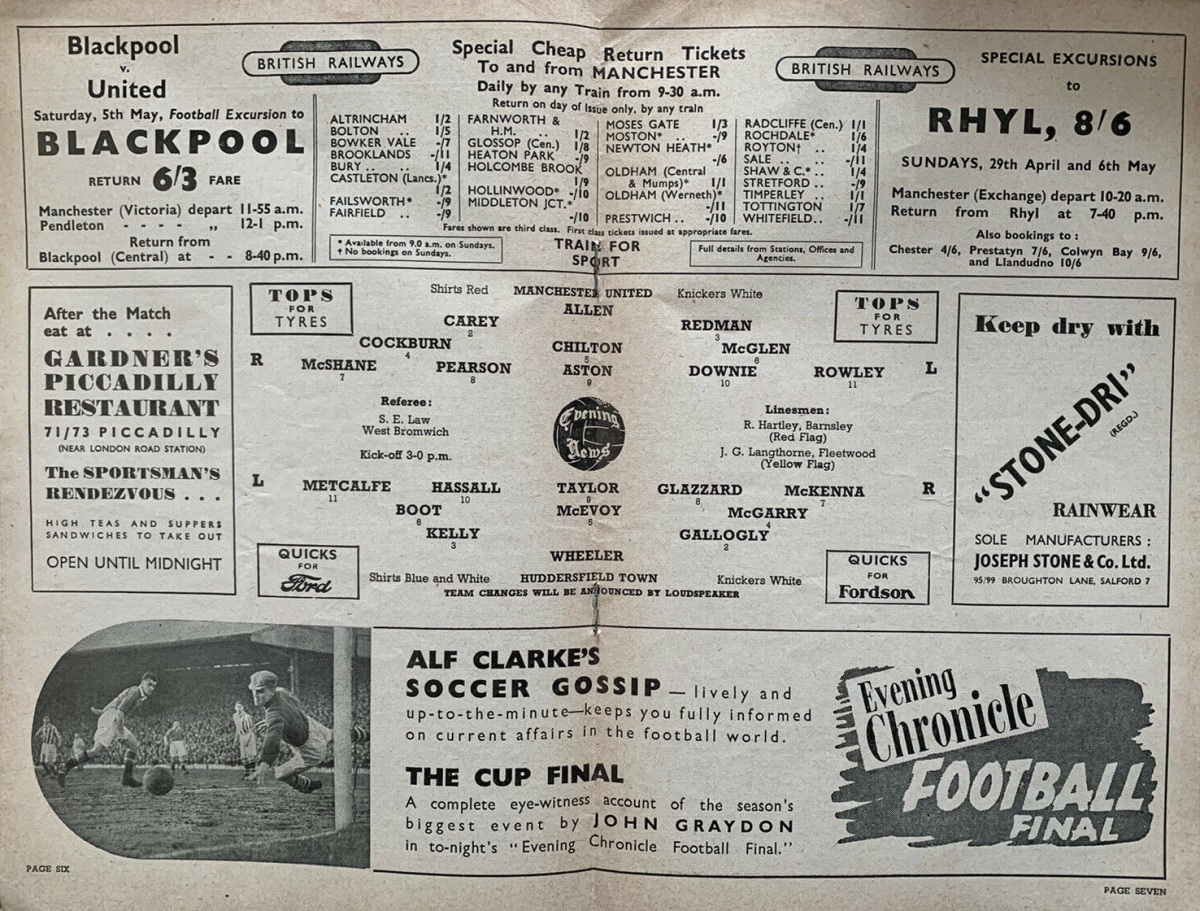 Blackpool
v.
United
Saturday, 5th May, Football Excursion to
BLACKPOOL
RETURN 6/3 FARE
Manchester (Victoria) depart 11-55 a.m.
Pendleton - - - - „ 12-1 p.m.
Return from
Blackpool (Central) at - - 8-40 p.m.
BRITISH RAILWAYS
Special Cheap Return Tickets
To and from MANCHESTER
Daily by any Train from 9-30 a.m.
Return on day of issue only, by any train
BRITISH RAILWAYS
ALTRINCHAM 1/2
BOLTON .. 1/5
BOWKER VALE -/7
BROOKLANDS -/11
BURY .. .. 1/4
CASTLETON (Lancs.)*
1/2
FAILSWORTH* -/9
FAIRFIELD .. -/9
FARNWORTH &
H.M. .. 1/2
GLOSSOP (Cen.) 1/8
HEATON PARK -/9
HOLCOMBE BROOK
1/9
HOLLINWOOD* -/10
MIDDLETON JCT.*
-/10
MOSES GATE 1/3
MOSTON* .. -/9
NEWTON HEATH*
-/6
OLDHAM (Central
& Mumps)* 1/1
OLDHAM (Werneth)*
-/11
PRESTWICH .. -/10
RADCLIFFE (Cen.) 1/1
ROCHDALE* 1/6
ROYTON† .. 1/4
SALE .. .. -/11
SHAW & C.* .. 1/4
STRETFORD .. -/9
TIMPERLEY .. 1/1
TOTTINGTON 1/7
WHITEFIELD .. -/11
Fares shown are third class. First class tickets issued at appropriate fares.
* Available from 9.0 a.m. on Sundays.
† No bookings on Sundays.
TRAIN FOR
SPORT
Full details from Stations, Offices and
Agencies.
SPECIAL EXCURSIONS
to
RHYL, 8/6
SUNDAYS, 29th April and 6th May
Manchester (Exchange) depart 10-20 a.m.
Return from Rhyl at 7-40 p.m.
Also bookings to :
Chester 4/6, Prestatyn 7/6, Colwyn Bay 9/6,
and Llandudno 10/6
After the Match
eat at . . . .
GARDNER'S
PICCADILLY
RESTAURANT
71/73 PICCADILLY
(NEAR LONDON ROAD STATION)
The SPORTSMAN'S
RENDEZVOUS . . .
HIGH TEAS AND SUPPERS
SANDWICHES TO TAKE OUT
OPEN UNTIL MIDNIGHT
TOPS
FOR
TYRES
Shirts Red MANCHESTER UNITED Knickers White
TOPS
FOR
TYRES
ALLEN
CAREY REDMAN
2 3
COCKBURN CHILTON McGLEN
4 5 6
R McSHANE PEARSON ASTON DOWNIE ROWLEY L
7 8 9 10 11
Referee:
S. E. Law
West Bromwich
Kick-off 3-0 p.m.
Evening
News
Linesmen:
R. Hartley, Barnsley
(Red Flag)
J. G. Langthorne, Fleetwood
(Yellow Flag)
L METCALFE HASSALL TAYLOR GLAZZARD McKENNA R
11 10 9 8 7
BOOT McEVOY McGARRY
6 5 4
KELLY GALLOGLY
3 2
WHEELER
QUICKS
FOR
Ford
Shirts Blue and White HUDDERSFIELD TOWN Knickers White
TEAM CHANGES WILL BE ANNOUNCED BY LOUDSPEAKER
QUICKS
FOR
Fordson
Keep dry with
"STONE-DRI"
(REGD.)
RAINWEAR
SOLE MANUFACTURERS :
JOSEPH STONE & Co. Ltd.
95/99 BROUGHTON LANE, SALFORD 7
ALF CLARKE'S
SOCCER GOSSIP — lively and
up-to-the-minute—keeps you fully informed
on current affairs in the football world.
THE CUP FINAL
A complete eye-witness account of the season's
biggest event by JOHN GRAYDON
in to-night's "Evening Chronicle Football Final."
Evening
Chronicle
FOOTBALL
FINAL
PAGE SIX
PAGE SEVEN